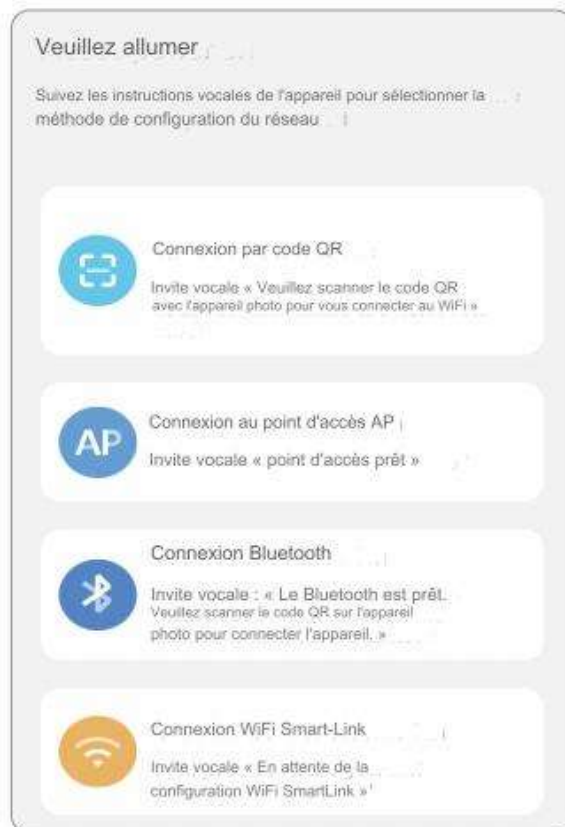 Veuillez allumer
Suivez les instructions vocales de l'appareil pour sélectionner la
méthode de configuration du réseau
Connexion par code QR
Invite vocale « Veuillez scanner le code QR
avec l'appareil photo pour vous connecter au WiFi »
AP
Connexion au point d'accès AP
Invite vocale « point d'accès prêt »
Connexion Bluetooth
Invite vocale : « Le Bluetooth est prêt.
Veuillez scanner le code QR sur l'appareil
photo pour connecter l'appareil. »
Connexion WiFi Smart-Link
Invite vocale « En attente de la
configuration WiFi SmartLink »